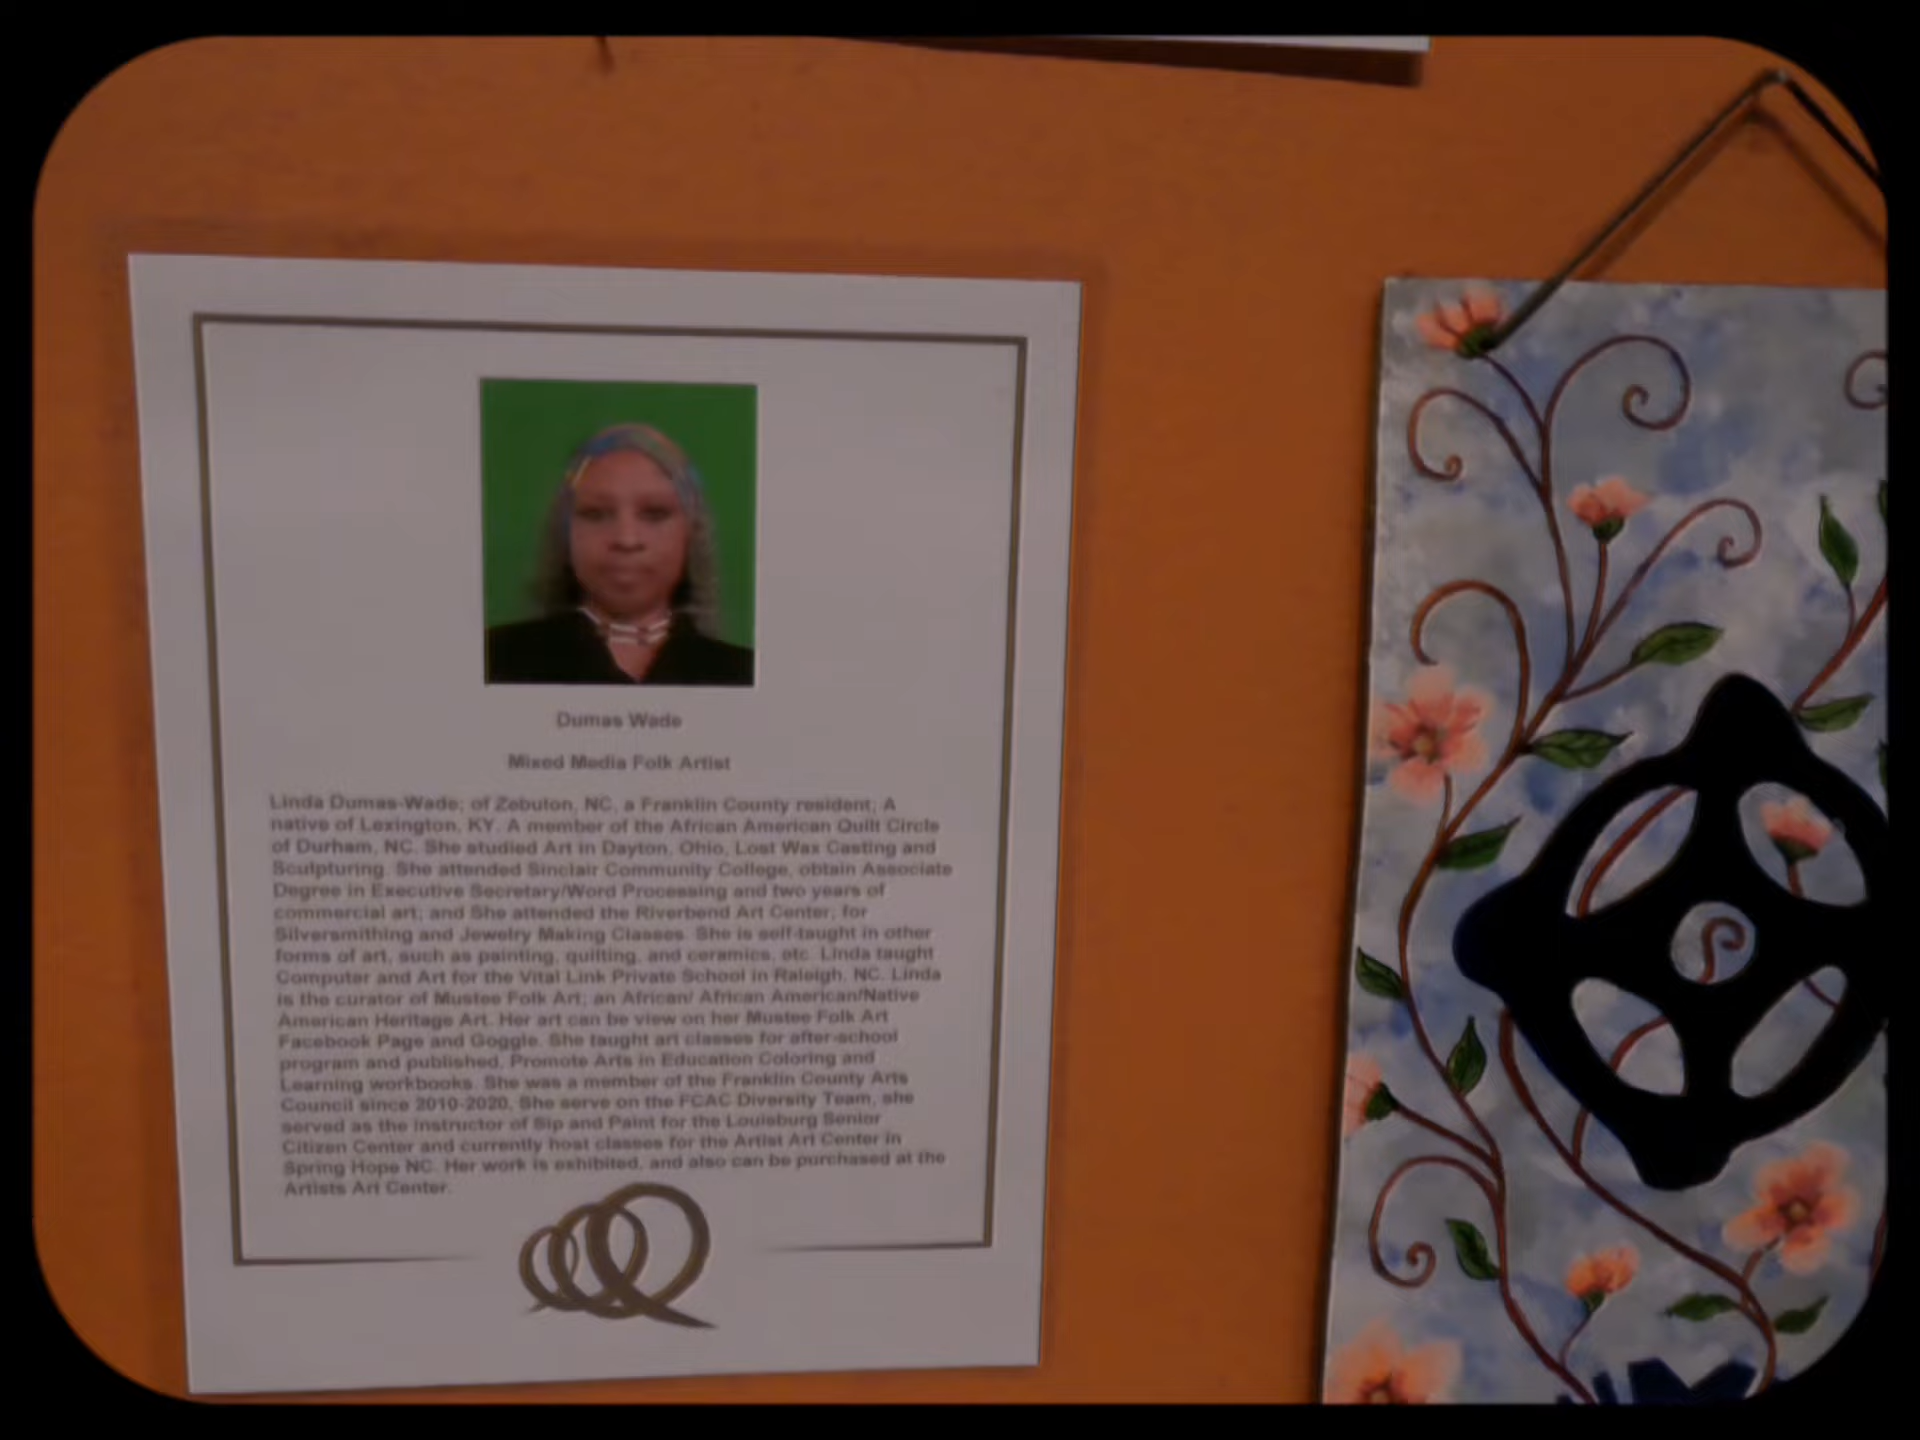 Dumas Wade
Mixed Media Folk Artist
Linda Dumas-Wade; of Zebulon, NC, a Franklin County resident; A
native of Lexington, KY. A member of the African American Quilt Circle
of Durham, NC. She studied Art in Dayton, Ohio, Lost Wax Casting and
Sculpturing. She attended Sinclair Community College, obtain Associate
Degree in Executive Secretary/Word Processing and two years of
commercial art; and She attended the Riverbend Art Center; for
Silversmithing and Jewelry Making Classes. She is self-taught in other
forms of art, such as painting, quilting, and ceramics, etc. Linda taught
Computer and Art for the Vital Link Private School in Raleigh, NC. Linda
is the curator of Mustee Folk Art; an African/ African American/Native
American Heritage Art. Her art can be view on her Mustee Folk Art
Facebook Page and Goggle. She taught art classes for after-school
program and published, Promote Arts in Education Coloring and
Learning workbooks. She was a member of the Franklin County Arts
Council since 2010-2020. She serve on the FCAC Diversity Team, she
served as the instructor of Sip and Paint for the Louisburg Senior
Citizen Center and currently host classes for the Artist Art Center in
Spring Hope NC. Her work is exhibited, and also can be purchased at the
Artists Art Center.